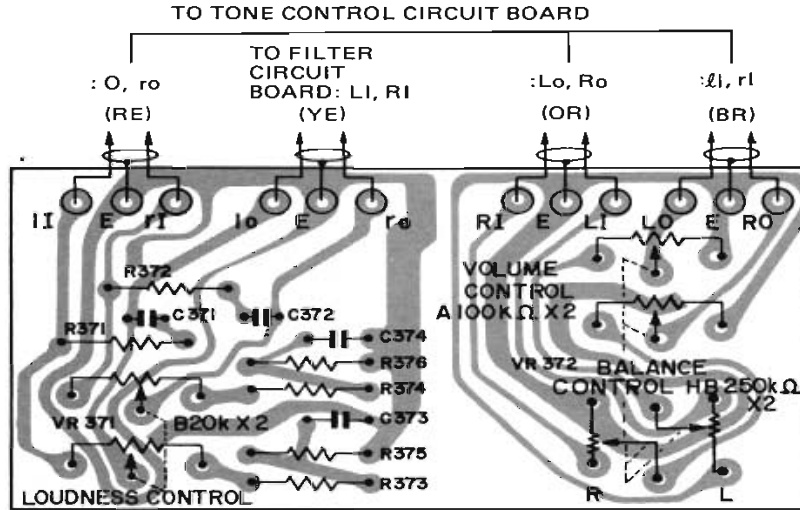 TO TONE CONTROL CIRCUIT BOARD
TO FILTER
CIRCUIT
BOARD: LI, RI
: O, ro
:Lo, Ro
:ℓI, rI
(RE)
(YE)
(OR)
(BR)
lI E rI lo E ro RI E LI LO E RO
R372
C371
C372
R371
C374
R376
R374
VR 371
B20k X 2
C373
R375
R373
LOUDNESS CONTROL
VOLUME
CONTROL
A100KΩ X2
VR 372
BALANCE
CONTROL HB 250kΩ
X2
R L